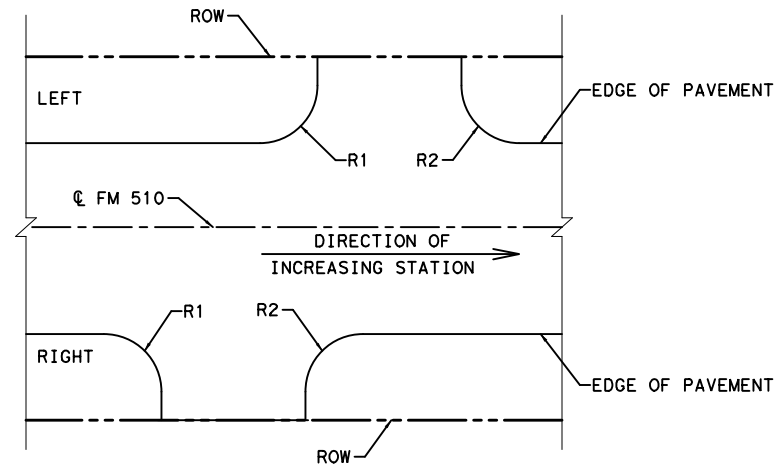 ROW
LEFT
EDGE OF PAVEMENT
R1
R2
℄ FM 510
DIRECTION OF
INCREASING STATION
R1
R2
RIGHT
EDGE OF PAVEMENT
ROW